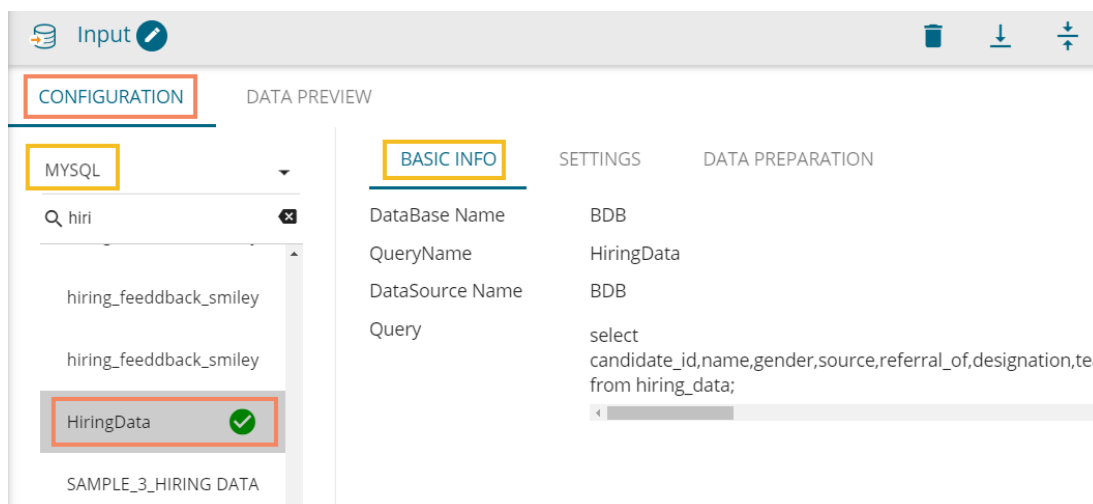 Input
CONFIGURATION DATA PREVIEW
MYSQL
hiri
hiring_feeddback_smiley
hiring_feeddback_smiley
HiringData
SAMPLE_3_HIRING DATA
BASIC INFO SETTINGS DATA PREPARATION
DataBase Name BDB
QueryName HiringData
DataSource Name BDB
Query select
candidate_id,name,gender,source,referral_of,designation,te
from hiring_data;